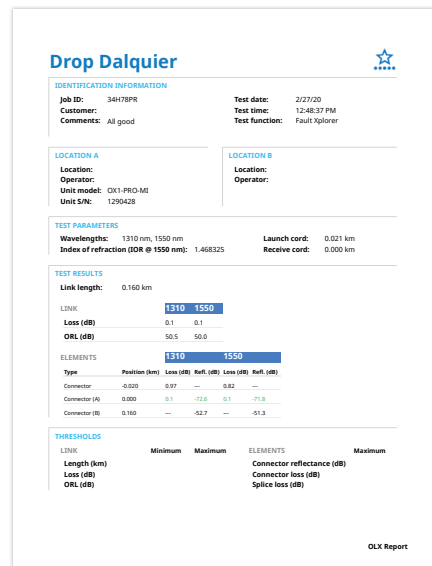 Drop Dalquier
IDENTIFICATION INFORMATION
Job ID: 34H78PR Test date: 2/27/20
Customer: Test time: 12:48:37 PM
Comments: All good Test function: Fault Xplorer
LOCATION A LOCATION B
Location: Location:
Operator: Operator:
Unit model: OX1-PRO-MI
Unit S/N: 1290428
TEST PARAMETERS
Wavelengths: 1310 nm, 1550 nm Launch cord: 0.021 km
Index of refraction (IOR @ 1550 nm): 1.468325 Receive cord: 0.000 km
TEST RESULTS
Link length: 0.160 km
LINK 1310 1550
Loss (dB) 0.1 0.1
ORL (dB) 50.5 50.0
ELEMENTS 1310 1550
Type Position (km) Loss (dB) Refl. (dB) Loss (dB) Refl. (dB)
Connector -0.020 0.97 --- 0.82 ---
Connector (A) 0.000 0.1 -72.6 0.1 -71.8
Connector (B) 0.160 --- -52.7 --- -51.3
THRESHOLDS
LINK Minimum Maximum ELEMENTS Maximum
Length (km) Connector reflectance (dB)
Loss (dB) Connector loss (dB)
ORL (dB) Splice loss (dB)
OLX Report